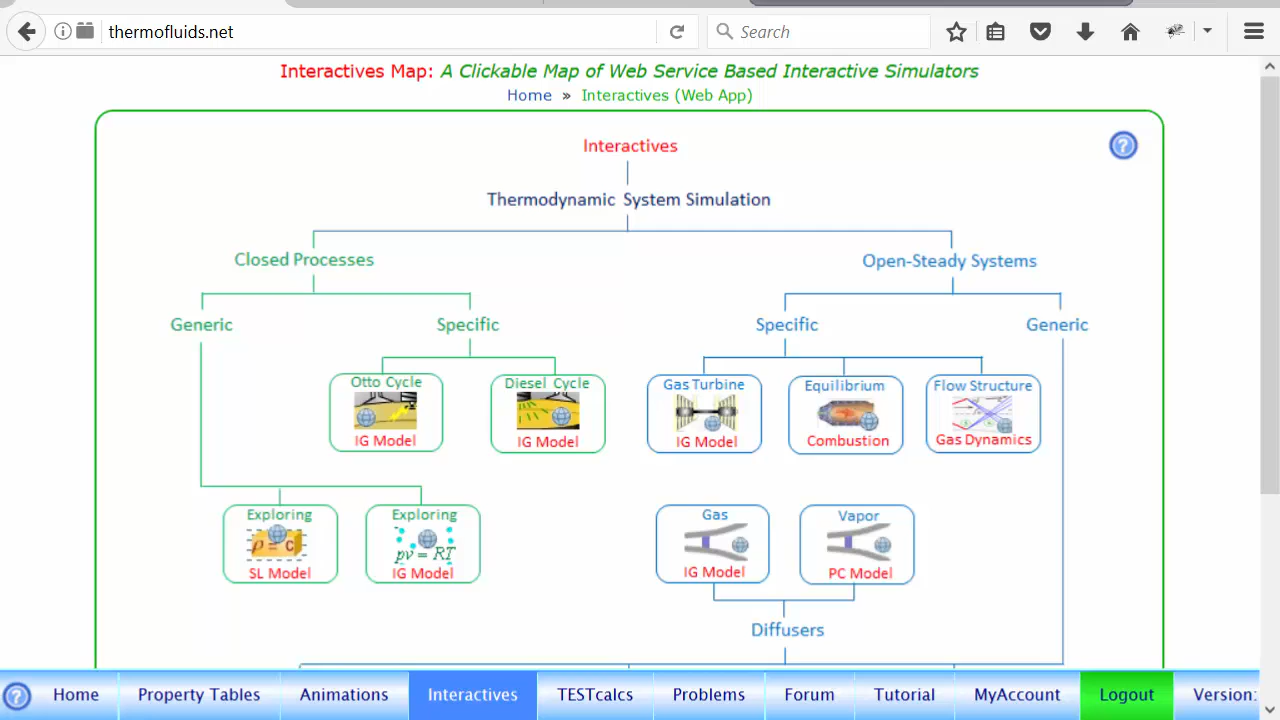 thermofluids.net
Search
Interactives Map: A Clickable Map of Web Service Based Interactive Simulators
Home » Interactives (Web App)
Interactives
?
Thermodynamic System Simulation
Closed Processes
Open-Steady Systems
Generic
Specific
Specific
Generic
Otto Cycle
IG Model
Diesel Cycle
IG Model
Gas Turbine
IG Model
Equilibrium
Combustion
Flow Structure
Gas Dynamics
Exploring
ρ = c
SL Model
Exploring
pv = RT
IG Model
Gas
IG Model
Vapor
PC Model
Diffusers
? Home Property Tables Animations Interactives TESTcalcs Problems Forum Tutorial MyAccount Logout Version: